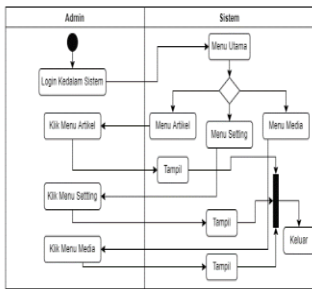 Admin
Sistem
Menu Utama
Login Kedalam Sistem
Klik Menu Artikel
Menu Artikel
Menu Setting
Menu Media
Tampil
Klik Menu Settting
Tampil
Keluar
Klik Menu Media
Tampil